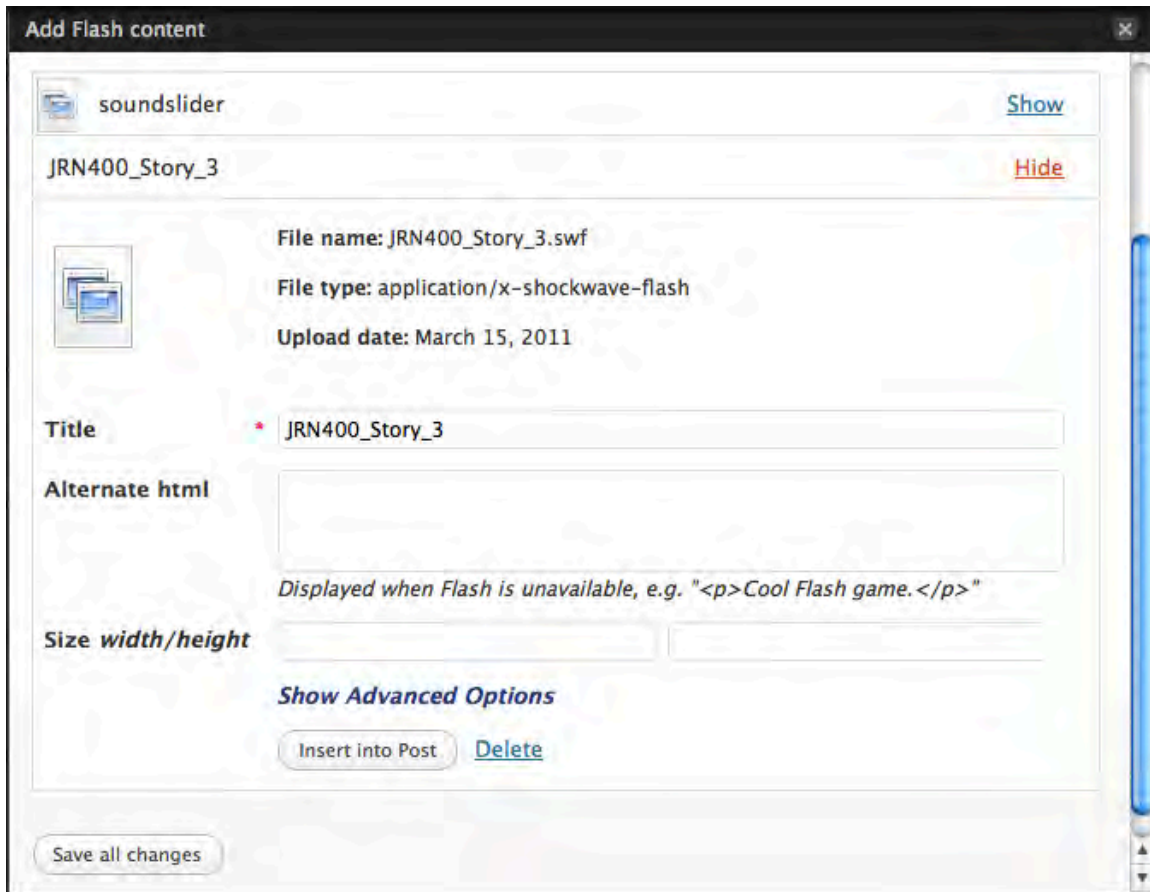 Add Flash content
soundslider Show
JRN400_Story_3 Hide
File name: JRN400_Story_3.swf
File type: application/x-shockwave-flash
Upload date: March 15, 2011
Title * JRN400_Story_3
Alternate html
Displayed when Flash is unavailable, e.g. "<p>Cool Flash game.</p>"
Size width/height
Show Advanced Options
Insert into Post Delete
Save all changes